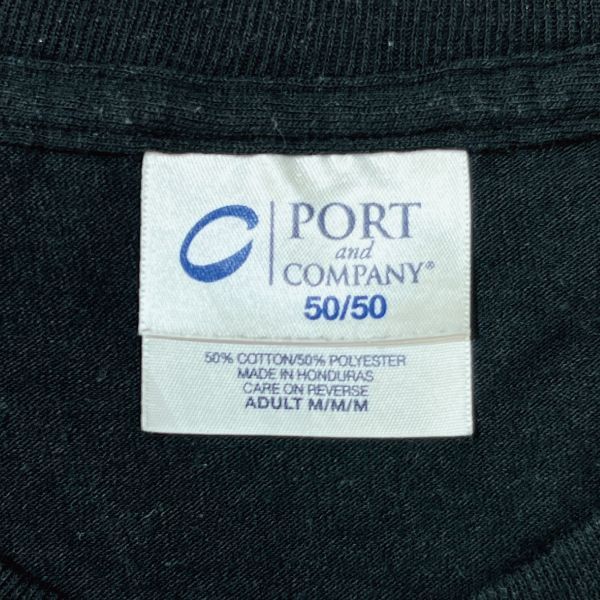 PORT
and
COMPANY®
50/50
50% COTTON/50% POLYESTER
MADE IN HONDURAS
CARE ON REVERSE
ADULT M/M/M